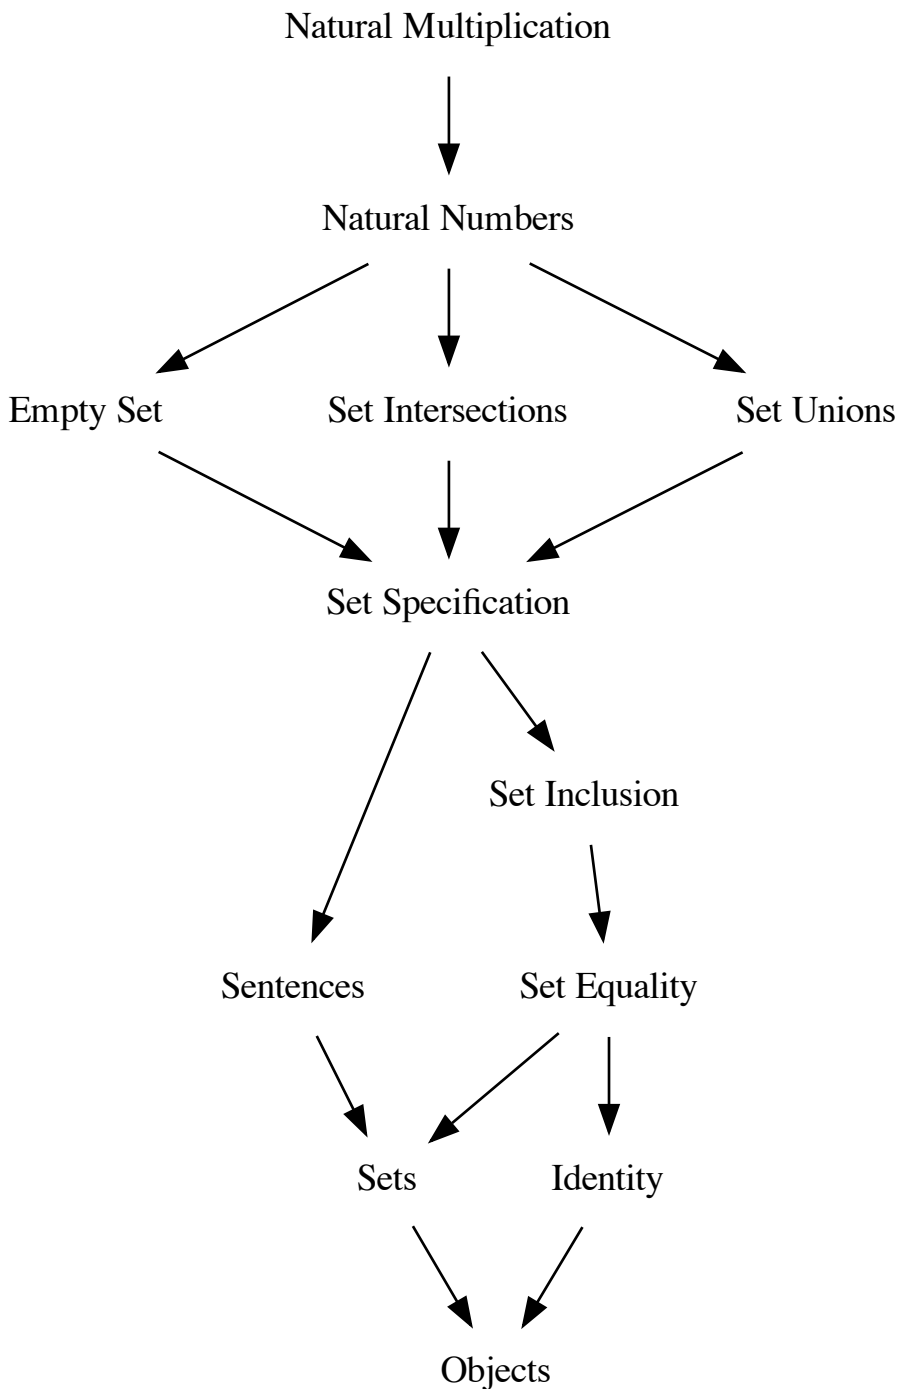 Natural Multiplication
Natural Numbers
Empty Set
Set Intersections
Set Unions
Set Specification
Set Inclusion
Sentences
Set Equality
Sets
Identity
Objects